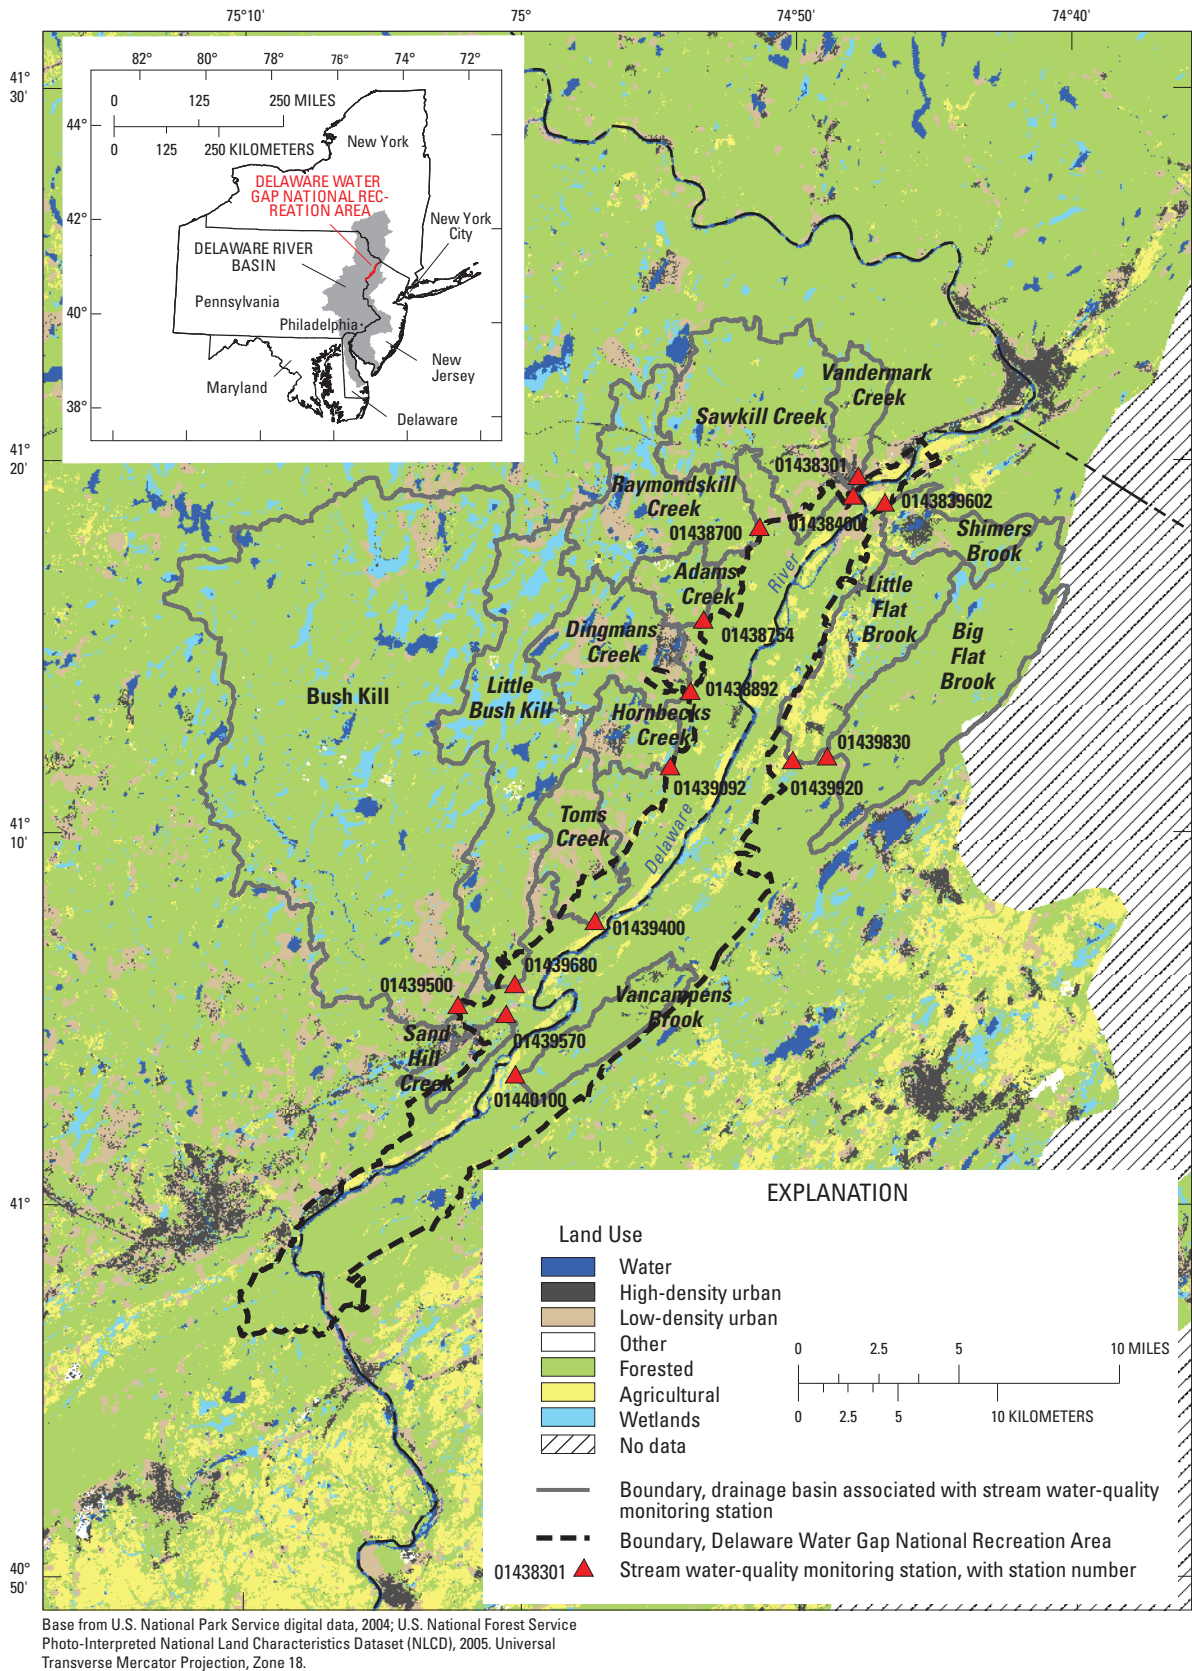 75°10'
75°
74°50'
74°40'
41°
30'
82°
80°
78°
76°
74°
72°
0
125
250 MILES
0
125
250 KILOMETERS
44°
42°
40°
38°
New York
DELAWARE WATER
GAP NATIONAL REC-
REATION AREA
New York
City
DELAWARE RIVER
BASIN
Pennsylvania
Philadelphia
New
Jersey
Maryland
Delaware
41°
20'
Vandermark
Creek
Sawkill Creek
01438301
Raymondskill
Creek
0143839602
01438400
01438700
Shimers
Brook
River
Adams
Creek
Little
Flat
Brook
01438754
Dingmans
Creek
Big
Flat
Brook
Bush Kill
Little
Bush Kill
01438892
Hornbecks
Creek
01439830
01439092
01439920
41°
10'
Toms
Creek
Delaware
01439400
01439680
01439500
Vancampens
Brook
Sand
Hill
Creek
01439570
01440100
41°
40°
50'
EXPLANATION
Land Use
Water
High-density urban
Low-density urban
Other
Forested
Agricultural
Wetlands
No data
0
2.5
5
10 MILES
0
2.5
5
10 KILOMETERS
Boundary, drainage basin associated with stream water-quality
monitoring station
Boundary, Delaware Water Gap National Recreation Area
01438301
Stream water-quality monitoring station, with station number
Base from U.S. National Park Service digital data, 2004; U.S. National Forest Service
Photo-Interpreted National Land Characteristics Dataset (NLCD), 2005. Universal
Transverse Mercator Projection, Zone 18.